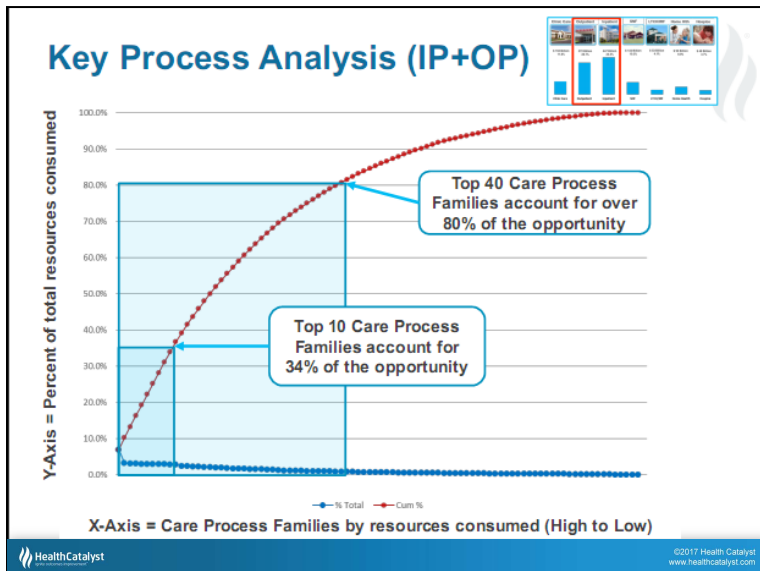 Key Process Analysis (IP+OP)
100.0%
90.0%
80.0%
70.0%
60.0%
50.0%
40.0%
30.0%
20.0%
10.0%
0.0%
Y-Axis = Percent of total resources consumed
Top 40 Care Process
Families account for over
80% of the opportunity
Top 10 Care Process
Families account for
34% of the opportunity
% Total
Cum %
X-Axis = Care Process Families by resources consumed (High to Low)
HealthCatalyst
©2017 Health Catalyst
www.healthcatalyst.com